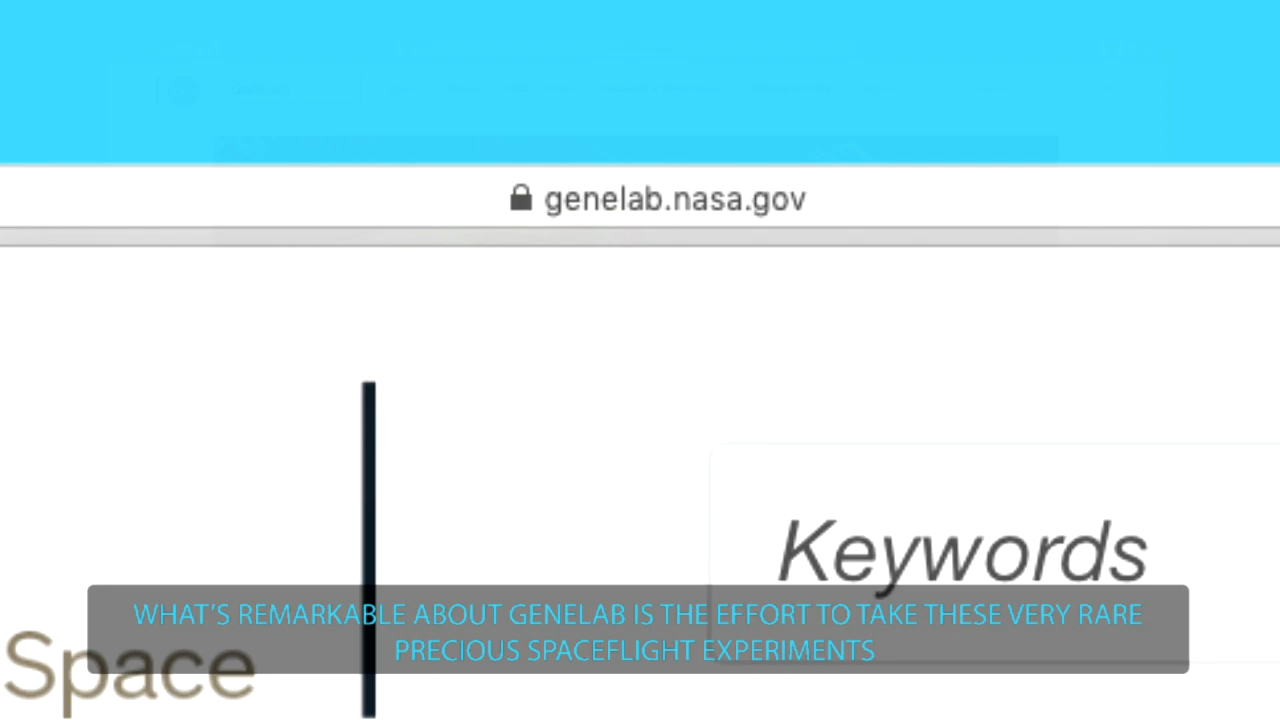 genelab.nasa.gov
Keywords
WHAT'S REMARKABLE ABOUT GENELAB IS THE EFFORT TO TAKE THESE VERY RARE
PRECIOUS SPACEFLIGHT EXPERIMENTS
Space